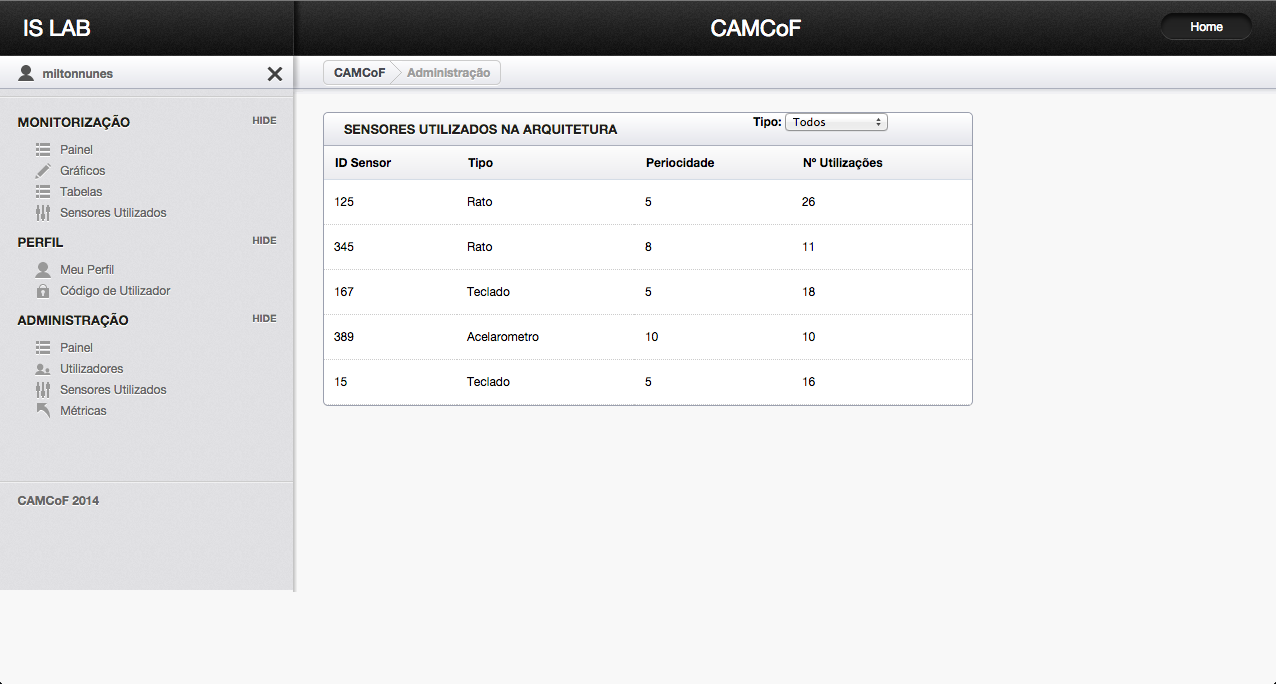 IS LAB
CAMCoF
Home
miltonnunes
CAMCoF Administração
MONITORIZAÇÃO HIDE
Painel
Gráficos
Tabelas
Sensores Utilizados
PERFIL HIDE
Meu Perfil
Código de Utilizador
ADMINISTRAÇÃO HIDE
Painel
Utilizadores
Sensores Utilizados
Métricas
CAMCoF 2014
SENSORES UTILIZADOS NA ARQUITETURA Tipo: Todos
ID Sensor Tipo Periocidade Nº Utilizações
125 Rato 5 26
345 Rato 8 11
167 Teclado 5 18
389 Acelarometro 10 10
15 Teclado 5 16